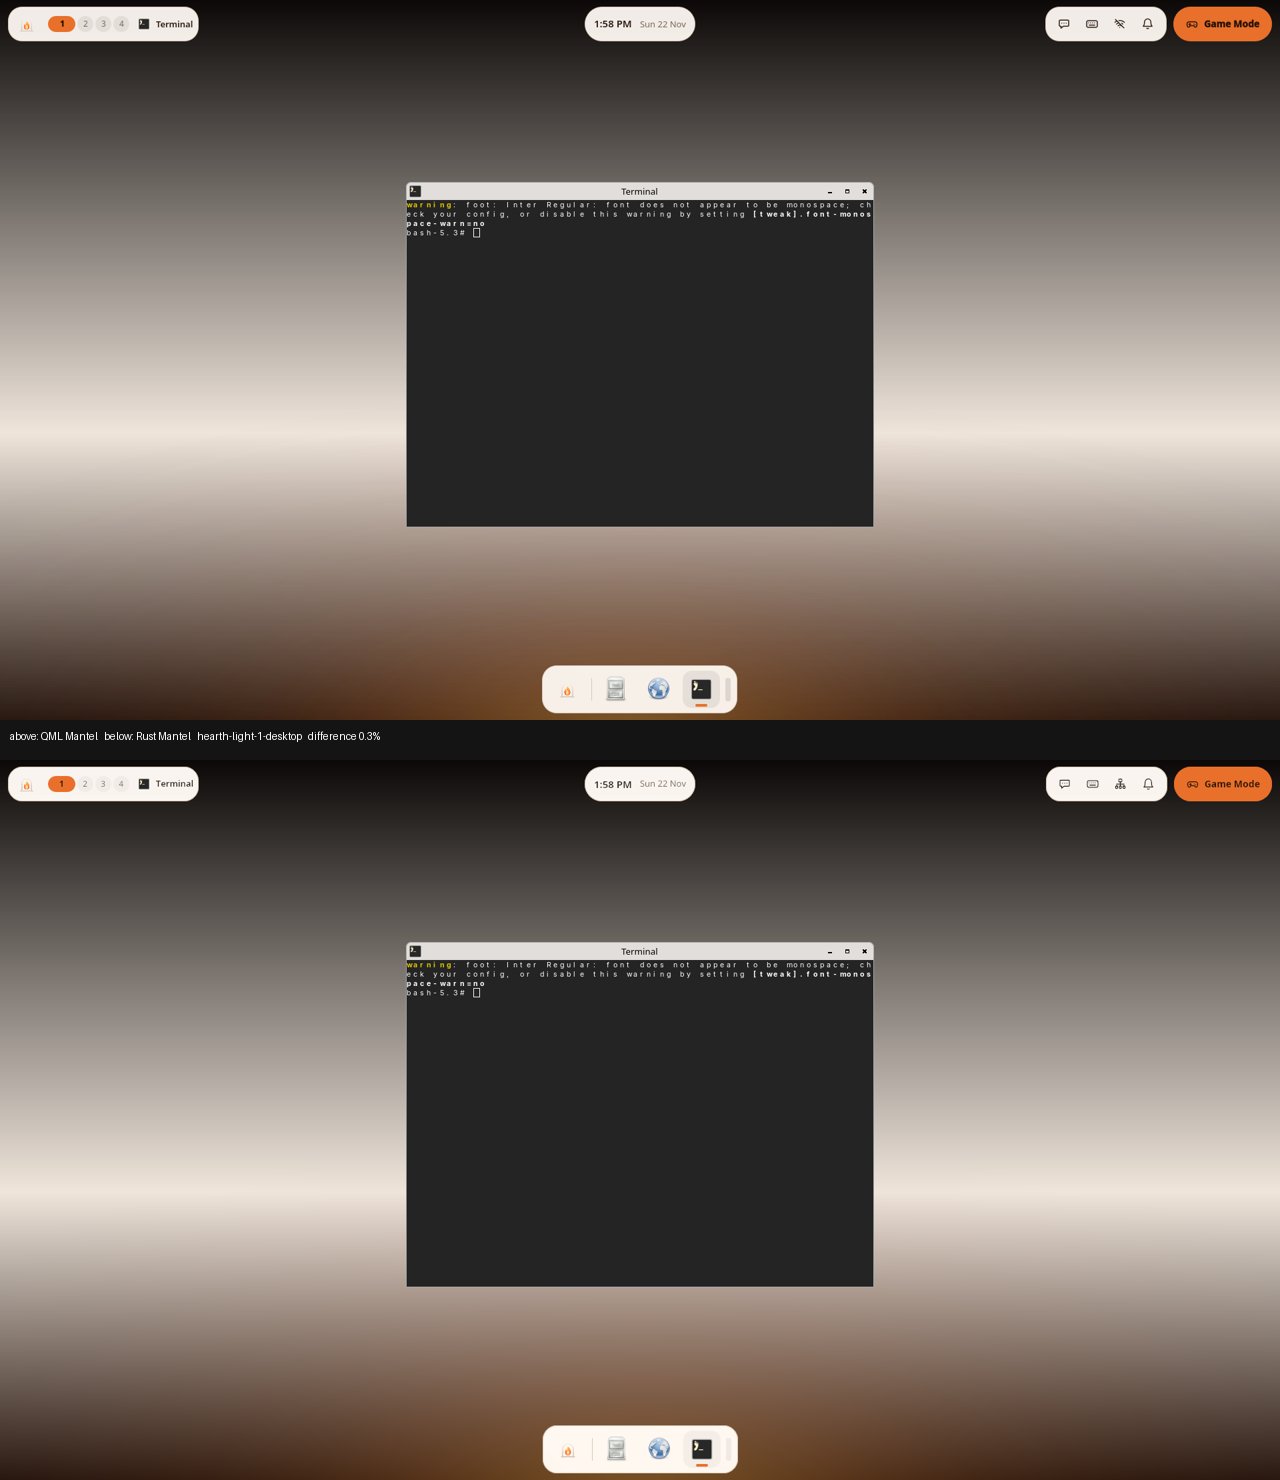 1 2 3 4 Terminal 1:58 PM Sun 22 Nov Game Mode
Terminal
warning: foot: Inter Regular: font does not appear to be monospace; ch
eck your config, or disable this warning by setting [tweak].font-monos
pace-warn=no
bash-5.3#
above: QML Mantel below: Rust Mantel hearth-light-1-desktop difference 0.3%
1 2 3 4 Terminal 1:58 PM Sun 22 Nov Game Mode
Terminal
warning: foot: Inter Regular: font does not appear to be monospace; ch
eck your config, or disable this warning by setting [tweak].font-monos
pace-warn=no
bash-5.3#